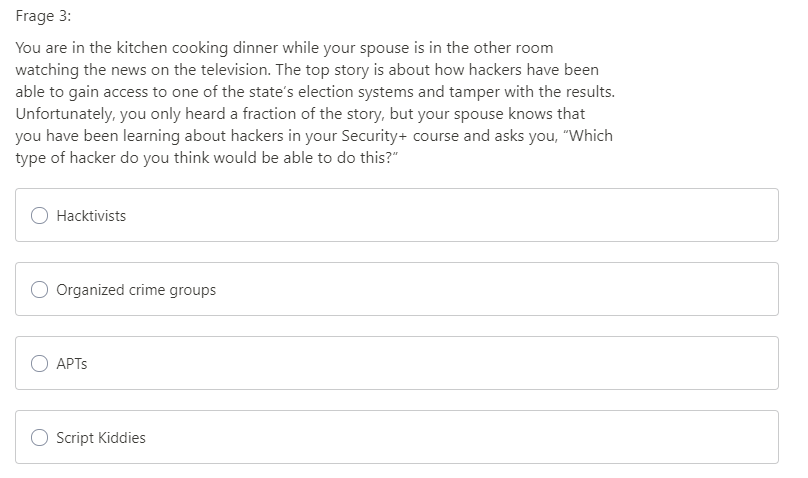 Frage 3:
You are in the kitchen cooking dinner while your spouse is in the other room
watching the news on the television. The top story is about how hackers have been
able to gain access to one of the state's election systems and tamper with the results.
Unfortunately, you only heard a fraction of the story, but your spouse knows that
you have been learning about hackers in your Security+ course and asks you, “Which
type of hacker do you think would be able to do this?”
Hacktivists
Organized crime groups
APTs
Script Kiddies